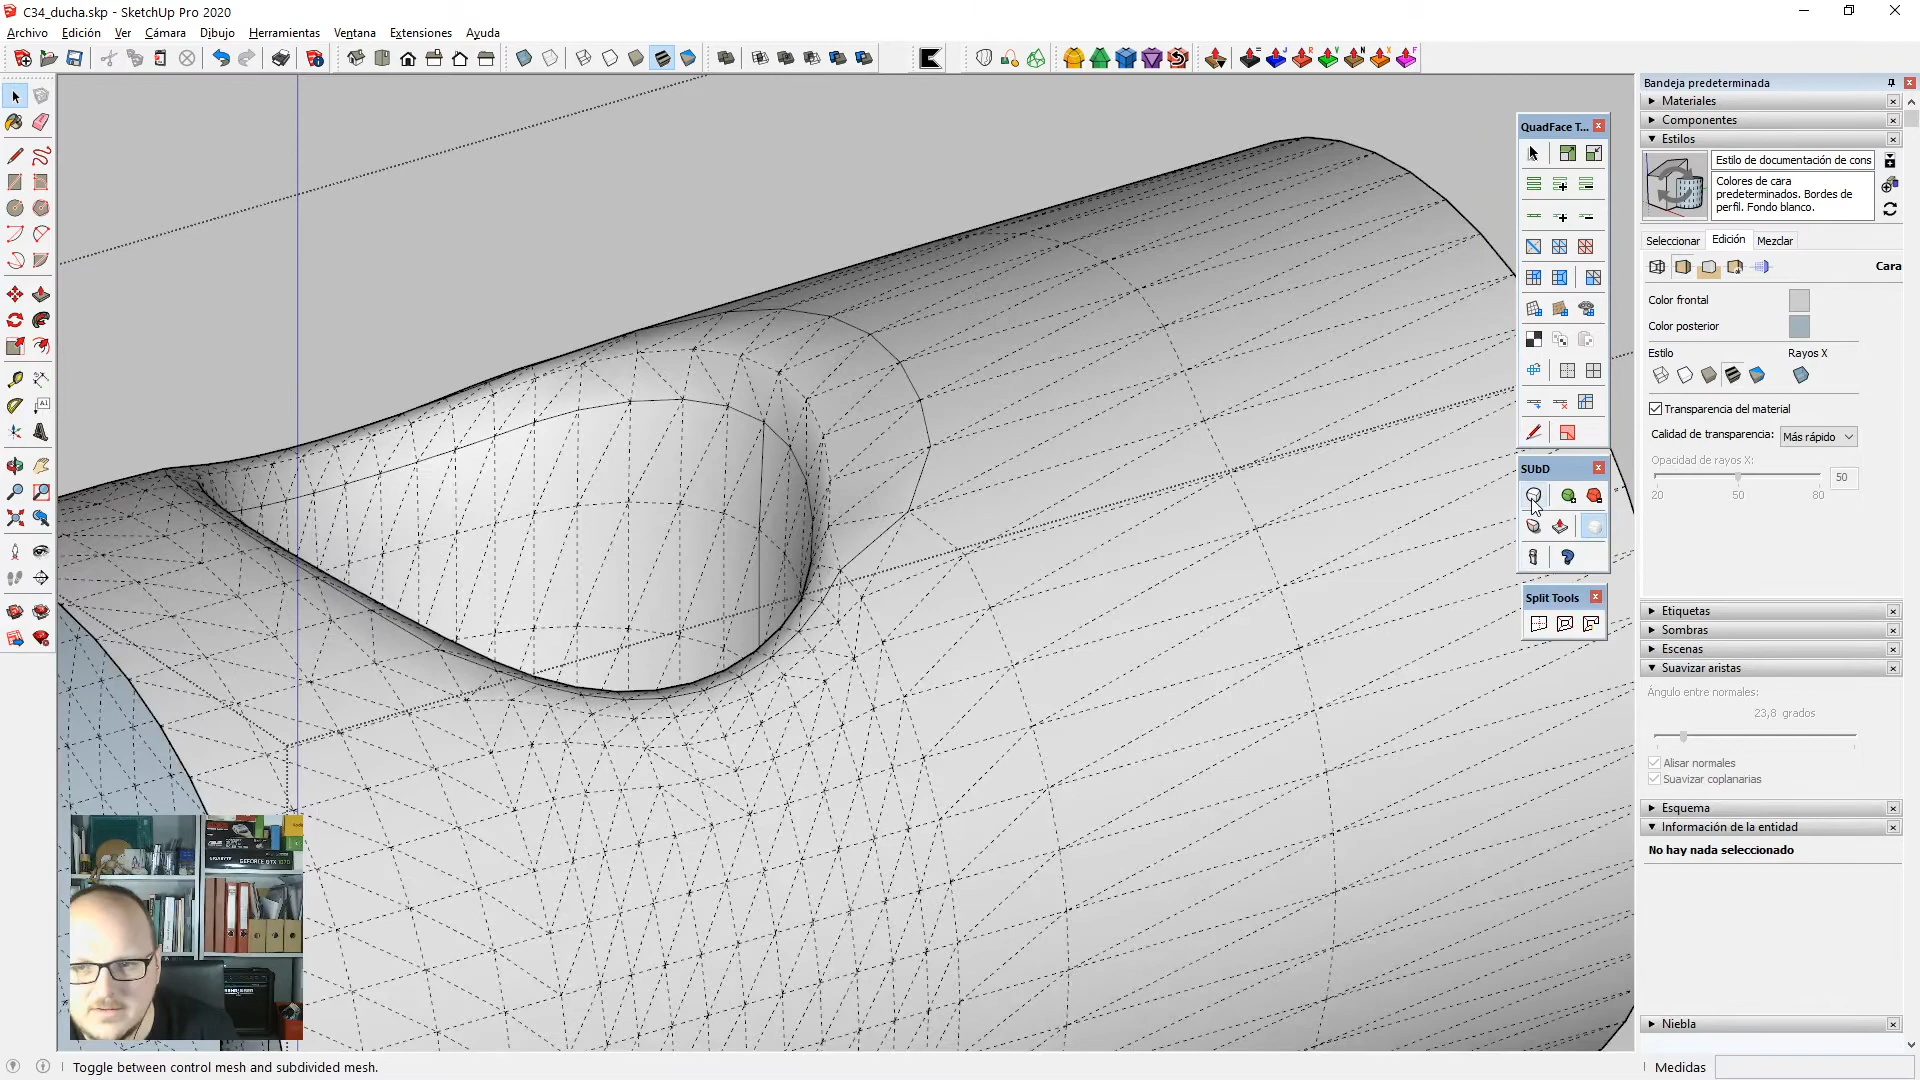 C34_ducha.skp - SketchUp Pro 2020
Archivo Edición Ver Cámara Dibujo Herramientas Ventana Extensiones Ayuda
Bandeja predeterminada
Materiales
Componentes
Estilos
Estilo de documentación de cons
Colores de cara
predeterminados. Bordes de
perfil. Fondo blanco.
Seleccionar Edición Mezclar
Cara
Color frontal
Color posterior
Estilo Rayos X
Transparencia del material
Calidad de transparencia: Más rápido
Opacidad de rayos X:
50
20 50 80
Etiquetas
Sombras
Escenas
Suavizar aristas
Ángulo entre normales:
23,8 grados
Alisar normales
Suavizar coplanarias
Esquema
Información de la entidad
No hay nada seleccionado
Niebla
QuadFace T...
SUbD
Split Tools
GEFORCE GTX 1070
Toggle between control mesh and subdivided mesh.
Medidas